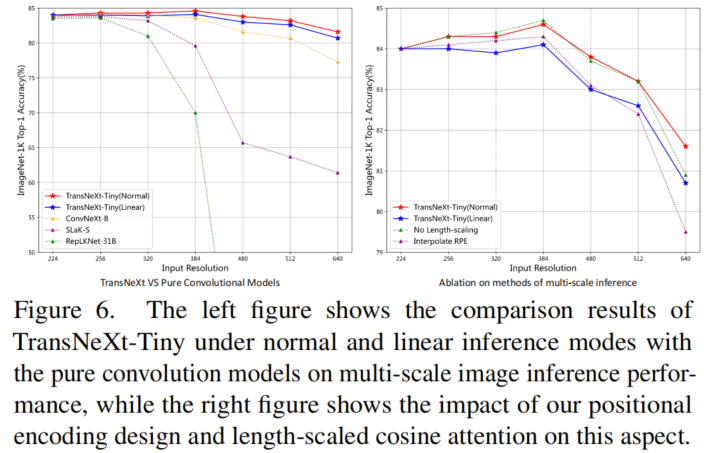 85
80
75
70
65
60
55
50
ImageNet-1K Top-1 Accuracy(%)
TransNeXt-Tiny(Normal)
TransNeXt-Tiny(Linear)
ConvNeXt-B
SLaK-S
RepLKNet-31B
224 256 320 384 480 512 640
Input Resolution
TransNeXt VS Pure Convolutional Models
85
84
83
82
81
80
79
ImageNet-1K Top-1 Accuracy(%)
TransNeXt-Tiny(Normal)
TransNeXt-Tiny(Linear)
No Length-scaling
Interpolate RPE
224 256 320 384 480 512 640
Input Resolution
Ablation on methods of multi-scale inference
Figure 6. The left figure shows the comparison results of
TransNeXt-Tiny under normal and linear inference modes with
the pure convolution models on multi-scale image inference perfor-
mance, while the right figure shows the impact of our positional
encoding design and length-scaled cosine attention on this aspect.